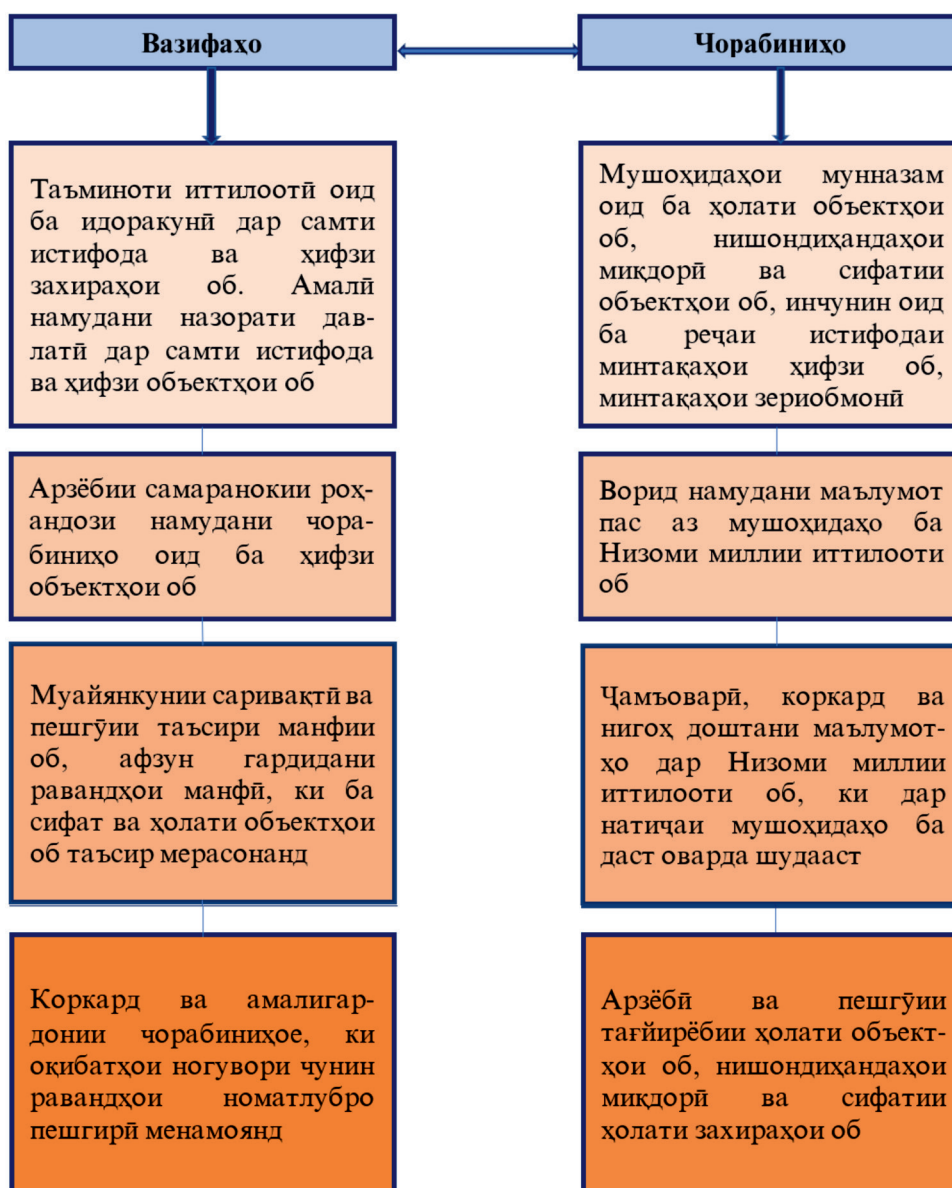 Вазифаҳо
Таъминоти иттилоотӣ оид
ба идоракунӣ дар самти
истифода ва ҳифзи
захираҳои об. Амалӣ
намудани назорати дав-
латӣ дар самти истифода
ва ҳифзи объектҳои об
Арзёбии самаранокии роҳ-
андози намудани чора-
биниҳо оид ба ҳифзи
объектҳои об
Муайянкунии саривақтӣ ва
пешгӯии таъсири манфии
об, афзун гардидани
равандҳои манфӣ, ки ба
сифат ва ҳолати объектҳои
об таъсир мерасонанд
Коркард ва амалигар-
донии чорабиниҳое, ки
оқибатҳои ногувори чунин
равандҳои номатлубро
пешгирӣ менамоянд
Чорабиниҳо
Мушоҳидаҳои мунназам
оид ба ҳолати объектҳои
об, нишондиҳандаҳои
миқдорӣ ва сифатии
объектҳои об, инчунин оид
ба реҷаи истифодаи
минтақаҳои ҳифзи об,
минтақаҳои зериобмонӣ
Ворид намудани маълумот
пас аз мушоҳидаҳо ба
Низоми миллии иттилооти
об
Ҷамъоварӣ, коркард ва
нигоҳ доштани маълумот-
ҳо дар Низоми миллии
иттилооти об, ки дар
натиҷаи мушоҳидаҳо ба
даст оварда шудааст
Арзёбӣ ва пешгӯии
тағйирёбии ҳолати объект-
ҳои об, нишондиҳандаҳои
миқдорӣ ва сифатии
ҳолати захираҳои об